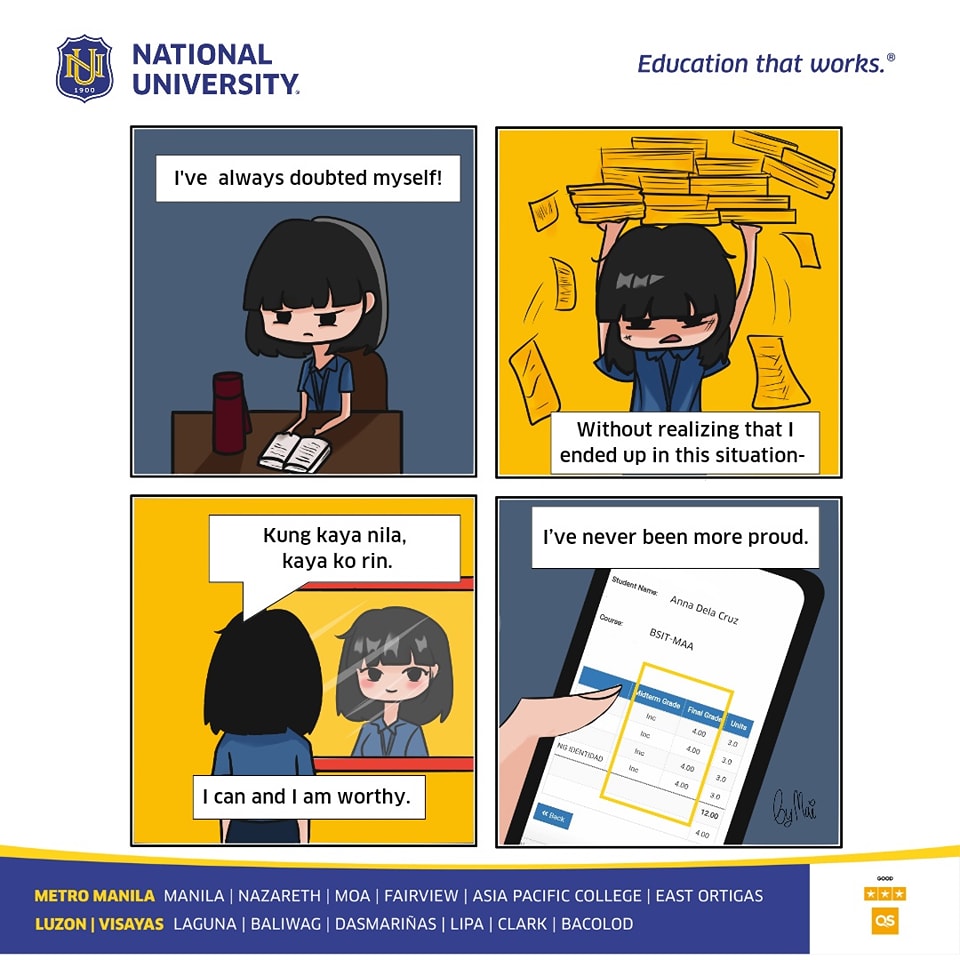 NU
1900
NATIONAL
UNIVERSITY®
Education that works.®
I've always doubted myself!
Without realizing that I
ended up in this situation-
Kung kaya nila,
kaya ko rin.
I can and I am worthy.
I’ve never been more proud.
Student Name: Anna Dela Cruz
Course: BSIT-MAA
Midterm Grade Final Grade Units
Inc 4.00 3.0
Inc 4.00 3.0
Inc 4.00 3.0
NG IDENTIDAD Inc 4.00 3.0
12.00
4.00
« Back
By Mai
METRO MANILA MANILA | NAZARETH | MOA | FAIRVIEW | ASIA PACIFIC COLLEGE | EAST ORTIGAS
LUZON | VISAYAS LAGUNA | BALIWAG | DASMARIÑAS | LIPA | CLARK | BACOLOD
GOOD
QS